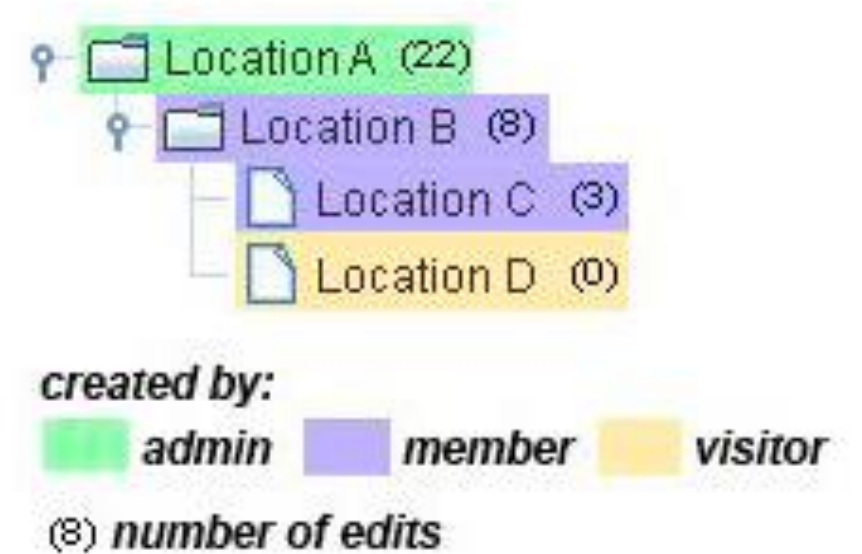 Location A (22)
Location B (8)
Location C (3)
Location D (0)
created by:
admin member visitor
(8) number of edits